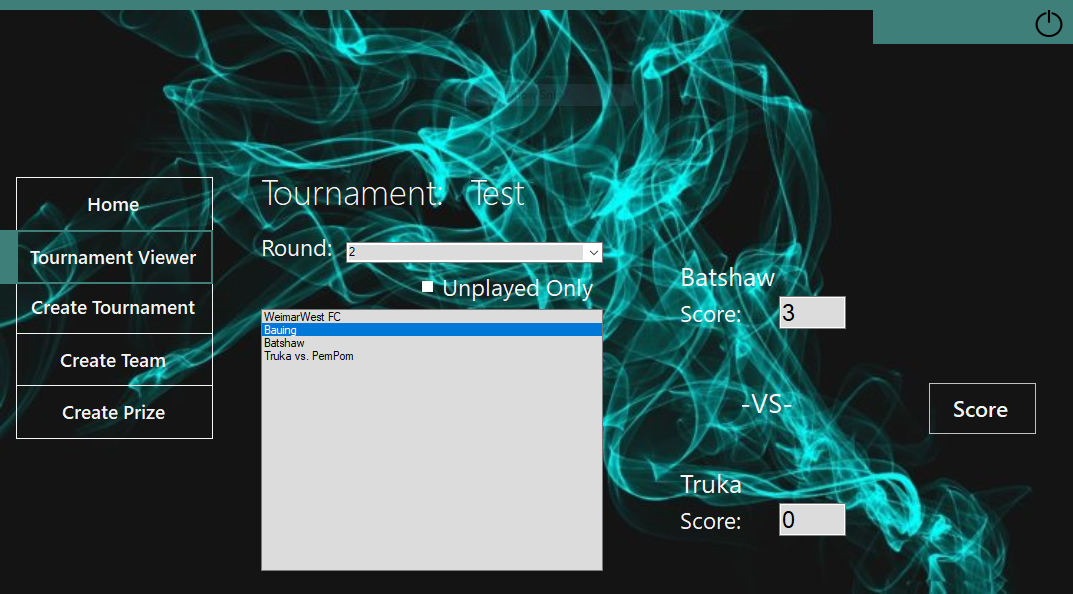 Home
Tournament Viewer
Create Tournament
Create Team
Create Prize
Tournament: Test
Round: 2
Unplayed Only
WeimarWest FC
Bauing
Batshaw
Truka vs. PemPom
Batshaw
Score: 3
-VS-
Truka
Score: 0
Score